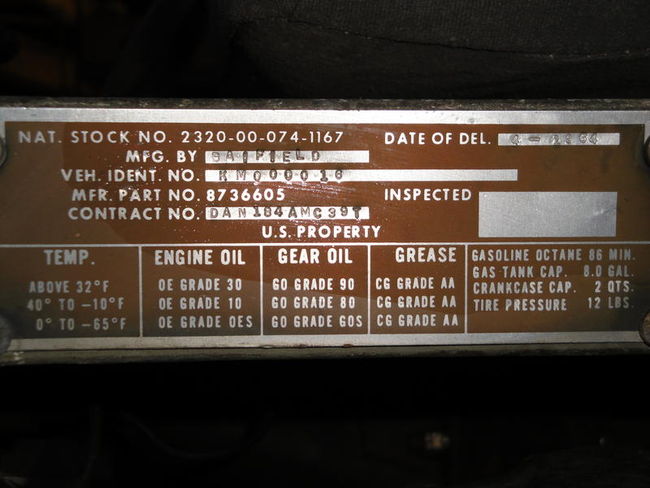 NAT. STOCK NO. 2320-00-074-1167 DATE OF DEL.
MFG. BY
VEH. IDENT. NO. KM000018
MFR. PART NO. 8736605 INSPECTED
CONTRACT NO.
U.S. PROPERTY
TEMP. ENGINE OIL GEAR OIL GREASE
ABOVE 32°F OE GRADE 30 GO GRADE 90 CG GRADE AA
40° TO -10°F OE GRADE 10 GO GRADE 80 CG GRADE AA
0° TO -65°F OE GRADE OES GO GRADE GOS CG GRADE AA
GASOLINE OCTANE 86 MIN.
GAS TANK CAP. 8.0 GAL.
CRANKCASE CAP. 2 QTS.
TIRE PRESSURE 12 LBS.